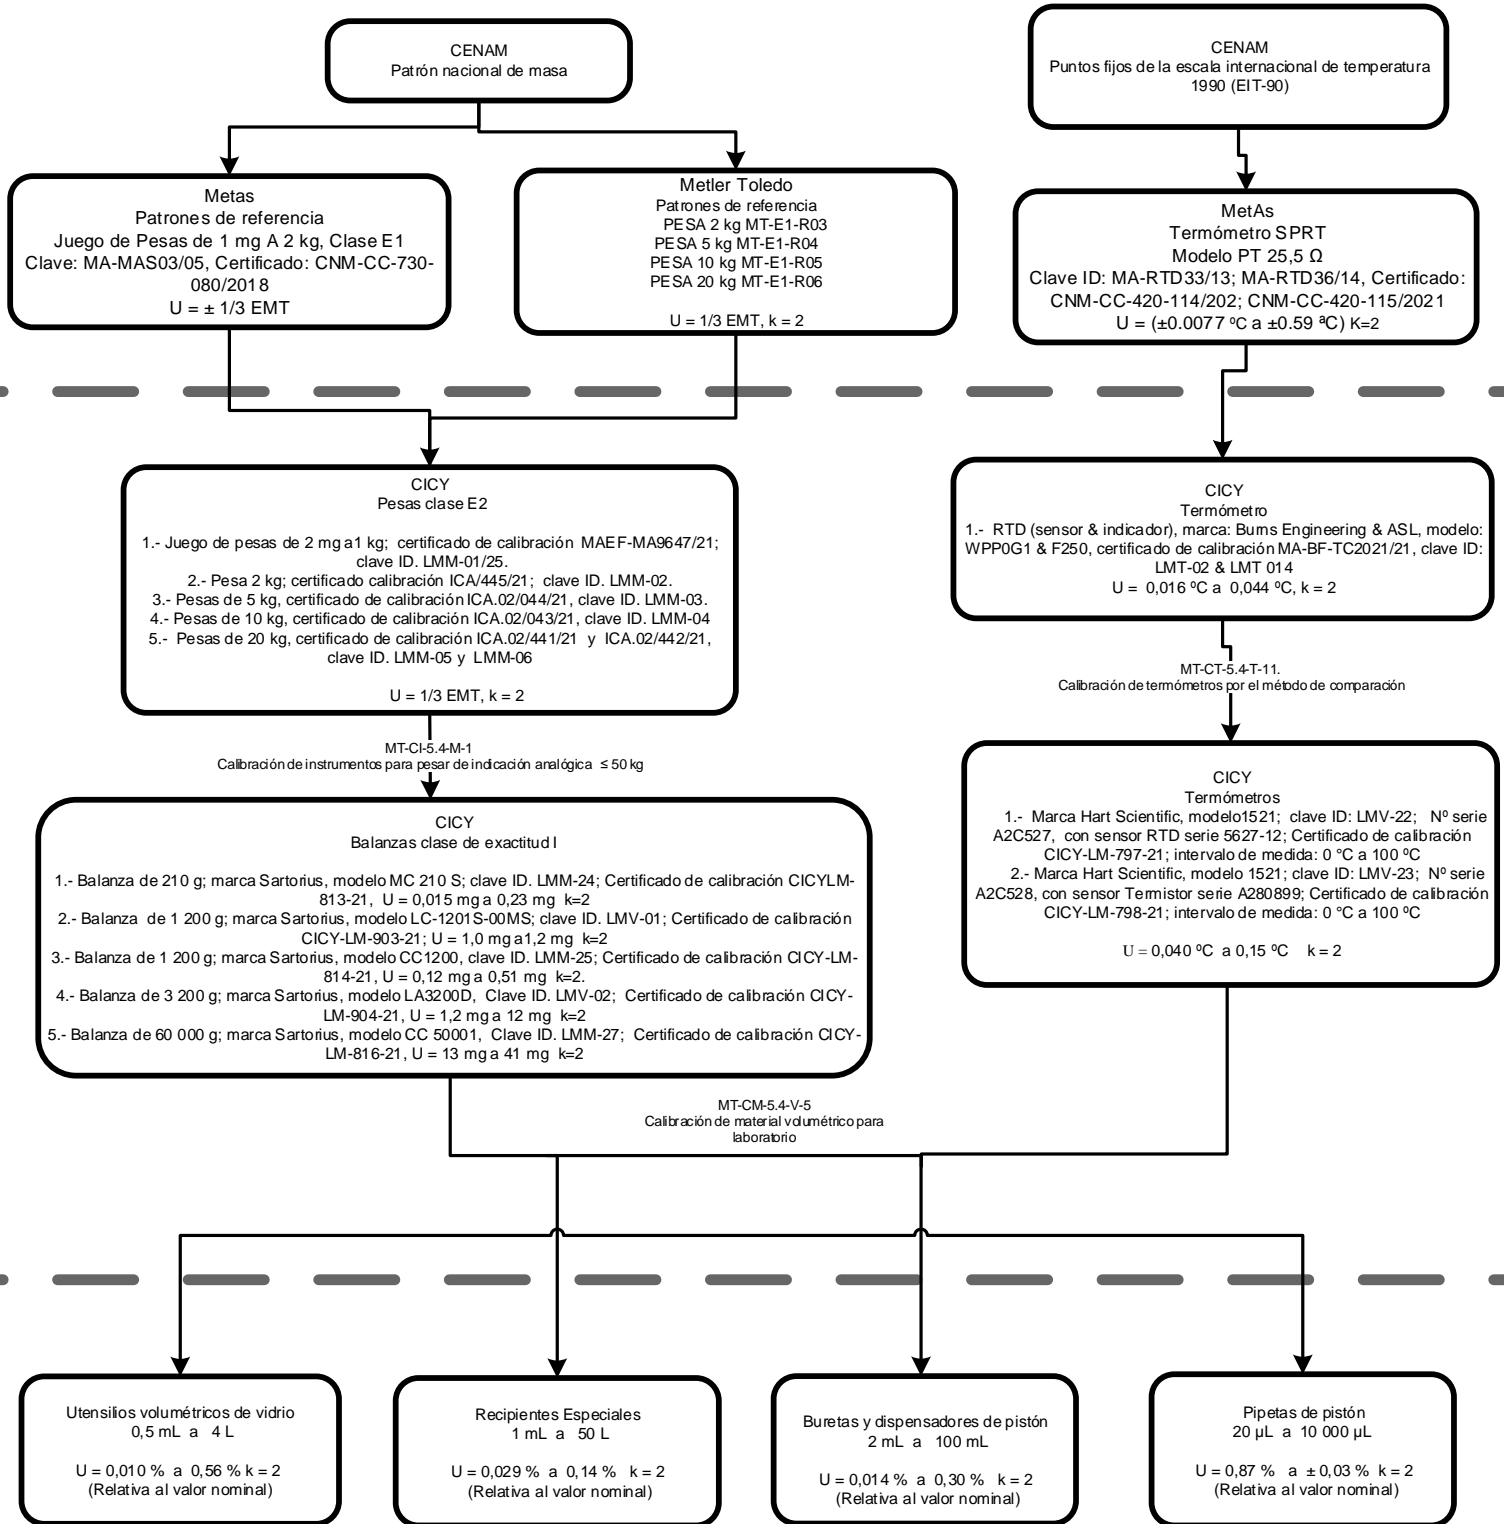 CENAM
Patrón nacional de masa
CENAM
Puntos fijos de la escala internacional de temperatura
1990 (EIT-90)
Metas
Patrones de referencia
Juego de Pesas de 1 mg A 2 kg, Clase E1
Clave: MA-MAS03/05, Certificado: CNM-CC-730-
080/2018
U = ± 1/3 EMT
Metler Toledo
Patrones de referencia
PESA 2 kg MT-E1-R03
PESA 5 kg MT-E1-R04
PESA 10 kg MT-E1-R05
PESA 20 kg MT-E1-R06
U = 1/3 EMT, k = 2
MetAs
Termómetro SPRT
Modelo PT 25,5 Ω
Clave ID: MA-RTD33/13; MA-RTD36/14, Certificado:
CNM-CC-420-114/202; CNM-CC-420-115/2021
U = (±0.0077 ºC a ±0.59 ªC) K=2
CICY
Pesas clase E2
1.- Juego de pesas de 2 mg a 1 kg; certificado de calibración MAEF-MA9647/21;
clave ID. LMM-01/25.
2.- Pesa 2 kg; certificado calibración ICA/445/21; clave ID. LMM-02.
3.- Pesas de 5 kg, certificado de calibración ICA.02/044/21, clave ID. LMM-03.
4.- Pesas de 10 kg, certificado de calibración ICA.02/043/21, clave ID. LMM-04
5.- Pesas de 20 kg, certificado de calibración ICA.02/441/21 y ICA.02/442/21,
clave ID. LMM-05 y LMM-06
U = 1/3 EMT, k = 2
CICY
Termómetro
1.- RTD (sensor & indicador), marca: Burns Engineering & ASL, modelo:
WPP0G1 & F250, certificado de calibración MA-BF-TC2021/21, clave ID:
LMT-02 & LMT 014
U = 0,016 ºC a 0,044 ºC, k = 2
MT-CT-5.4-T-11.
Calibración de termómetros por el método de comparación
MT-CI-5.4-M-1
Calibración de instrumentos para pesar de indicación analógica ≤ 50 kg
CICY
Balanzas clase de exactitud I
1.- Balanza de 210 g; marca Sartorius, modelo MC 210 S; clave ID. LMM-24; Certificado de calibración CICYLM-
813-21, U = 0,015 mg a 0,23 mg k=2
2.- Balanza de 1 200 g; marca Sartorius, modelo LC-1201S-00MS; clave ID. LMV-01; Certificado de calibración
CICY-LM-903-21; U = 1,0 mg a1,2 mg k=2
3.- Balanza de 1 200 g; marca Sartorius, modelo CC1200, clave ID. LMM-25; Certificado de calibración CICY-LM-
814-21, U = 0,12 mg a 0,51 mg k=2.
4.- Balanza de 3 200 g; marca Sartorius, modelo LA3200D, Clave ID. LMV-02; Certificado de calibración CICY-
LM-904-21, U = 1,2 mg a 12 mg k=2
5.- Balanza de 60 000 g; marca Sartorius, modelo CC 50001, Clave ID. LMM-27; Certificado de calibración CICY-
LM-816-21, U = 13 mg a 41 mg k=2
CICY
Termómetros
1.- Marca Hart Scientific, modelo1521; clave ID: LMV-22; Nº serie
A2C527, con sensor RTD serie 5627-12; Certificado de calibración
CICY-LM-797-21; intervalo de medida: 0 °C a 100 ºC
2.- Marca Hart Scientific, modelo 1521; clave ID: LMV-23; Nº serie
A2C528, con sensor Termistor serie A280899; Certificado de calibración
CICY-LM-798-21; intervalo de medida: 0 °C a 100 ºC
U = 0,040 ºC a 0,15 ºC k = 2
MT-CM-5.4-V-5
Calibración de material volumétrico para
laboratorio
Utensilios volumétricos de vidrio
0,5 mL a 4 L
U = 0,010 % a 0,56 % k = 2
(Relativa al valor nominal)
Recipientes Especiales
1 mL a 50 L
U = 0,029 % a 0,14 % k = 2
(Relativa al valor nominal)
Buretas y dispensadores de pistón
2 mL a 100 mL
U = 0,014 % a 0,30 % k = 2
(Relativa al valor nominal)
Pipetas de pistón
20 µL a 10 000 µL
U = 0,87 % a ± 0,03 % k = 2
(Relativa al valor nominal)